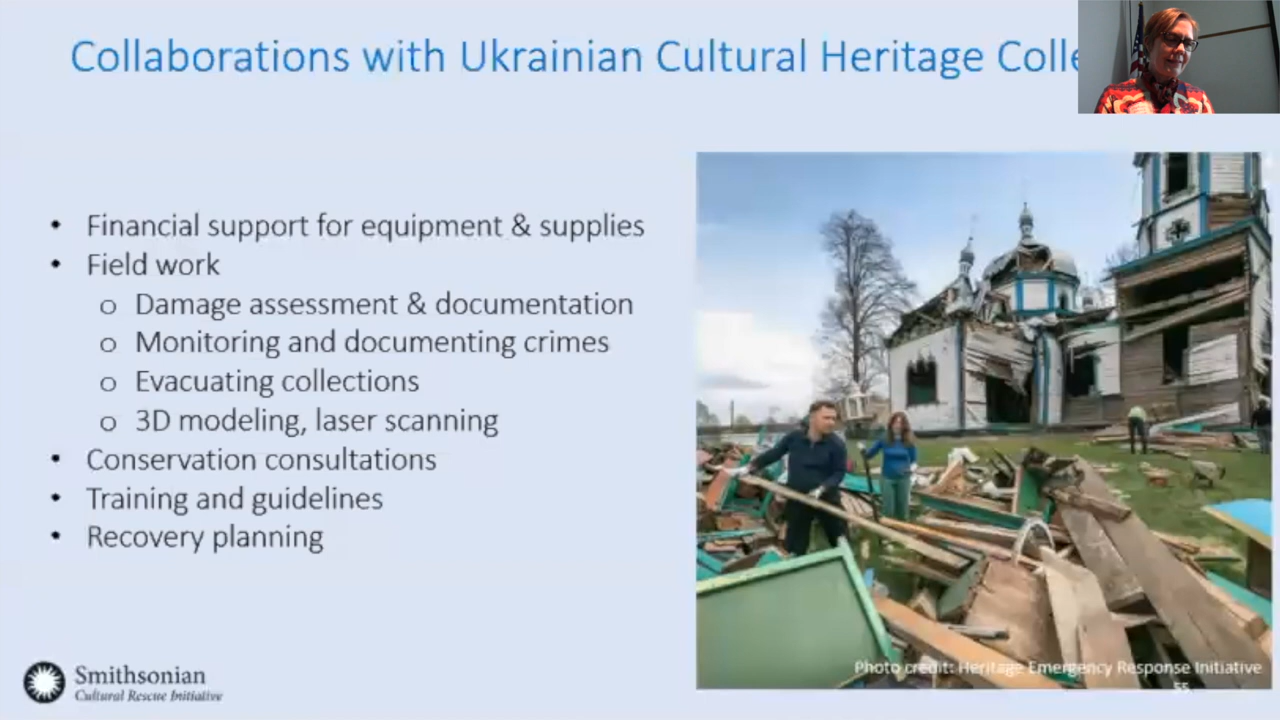 Collaborations with Ukrainian Cultural Heritage Colle
• Financial support for equipment & supplies
• Field work
o Damage assessment & documentation
o Monitoring and documenting crimes
o Evacuating collections
o 3D modeling, laser scanning
• Conservation consultations
• Training and guidelines
• Recovery planning
Photo credit: Heritage Emergency Response Initiative
55
Smithsonian
Cultural Rescue Initiative